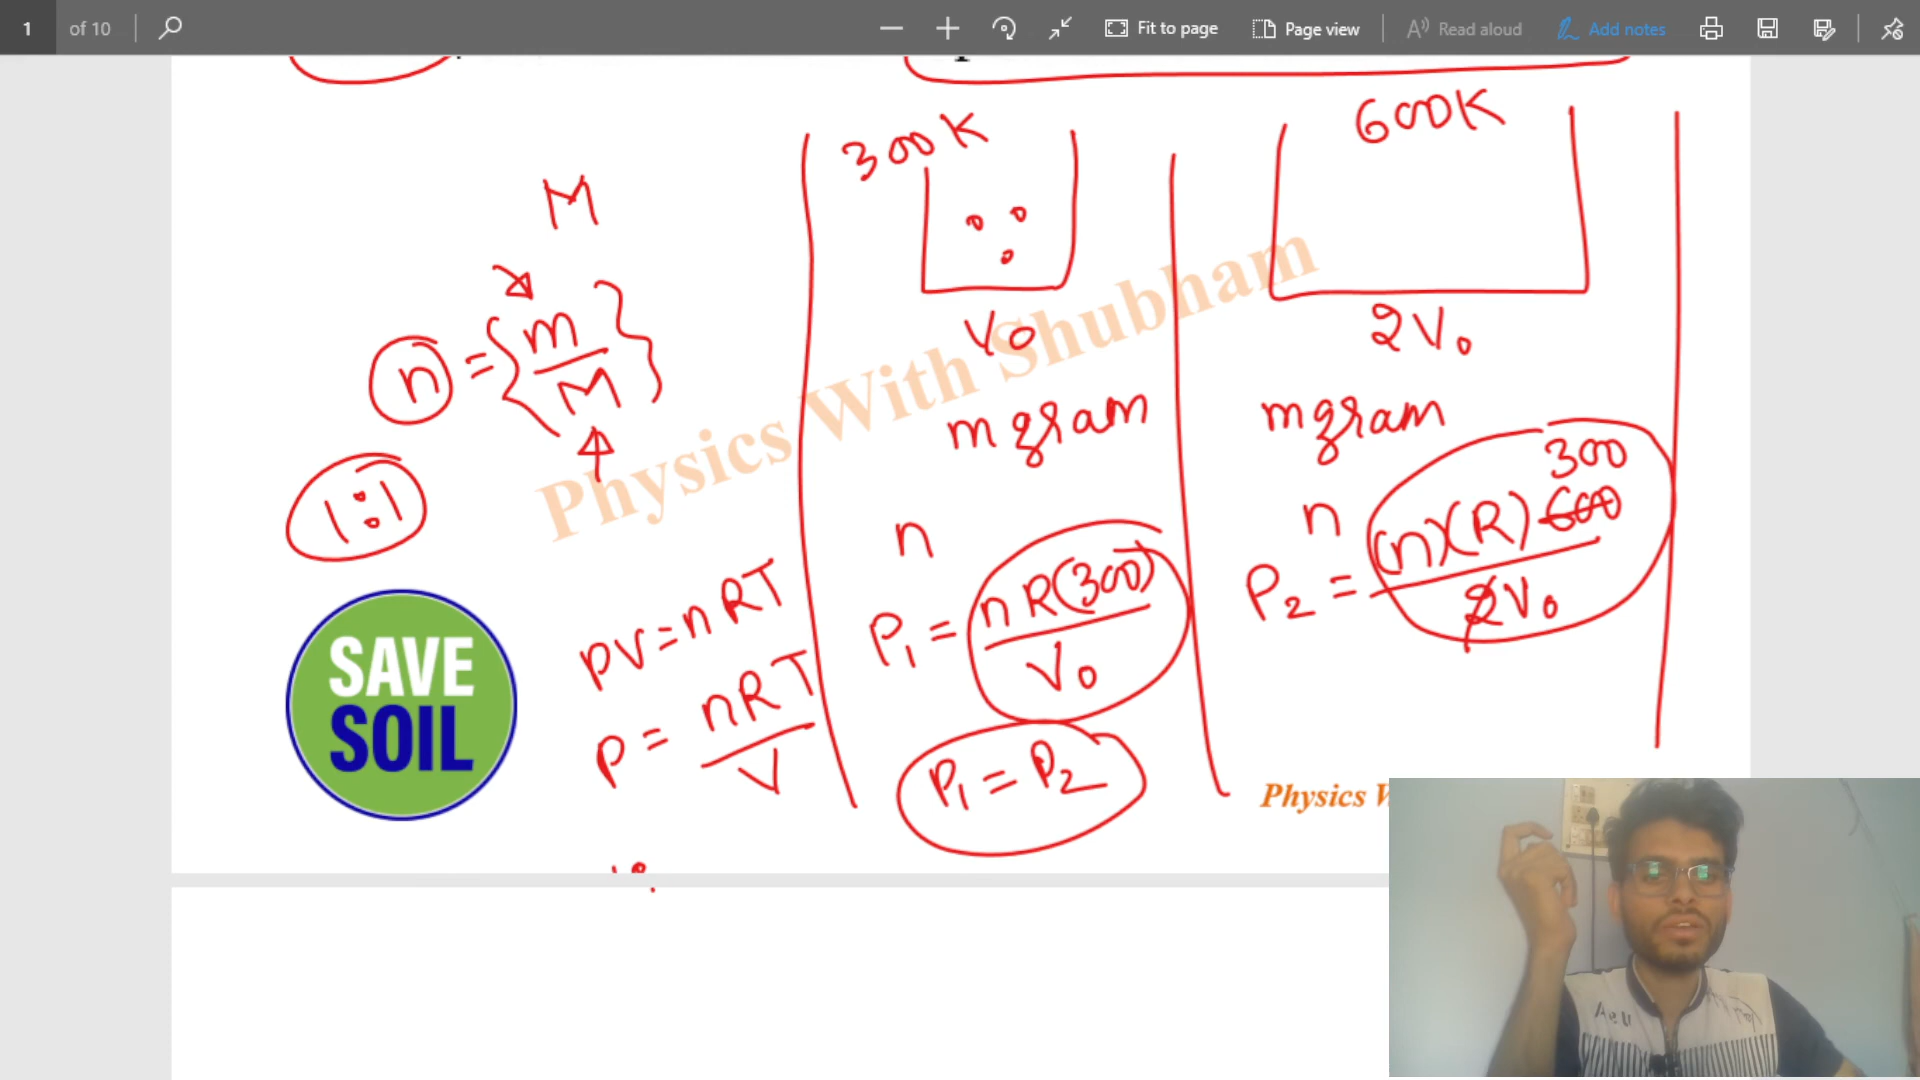 1 of 10 Fit to page Page view Read aloud Add notes
300K
600K
M
n = {m/M}
V0
2V0
m gram
m gram
1:1
n
n
300
P1 = nR(300)/V0
P2 = (n)(R)600/2V0
PV=nRT
P = nRT/V
P1 = P2
Physics With Shubham
SAVE
SOIL
Physics W